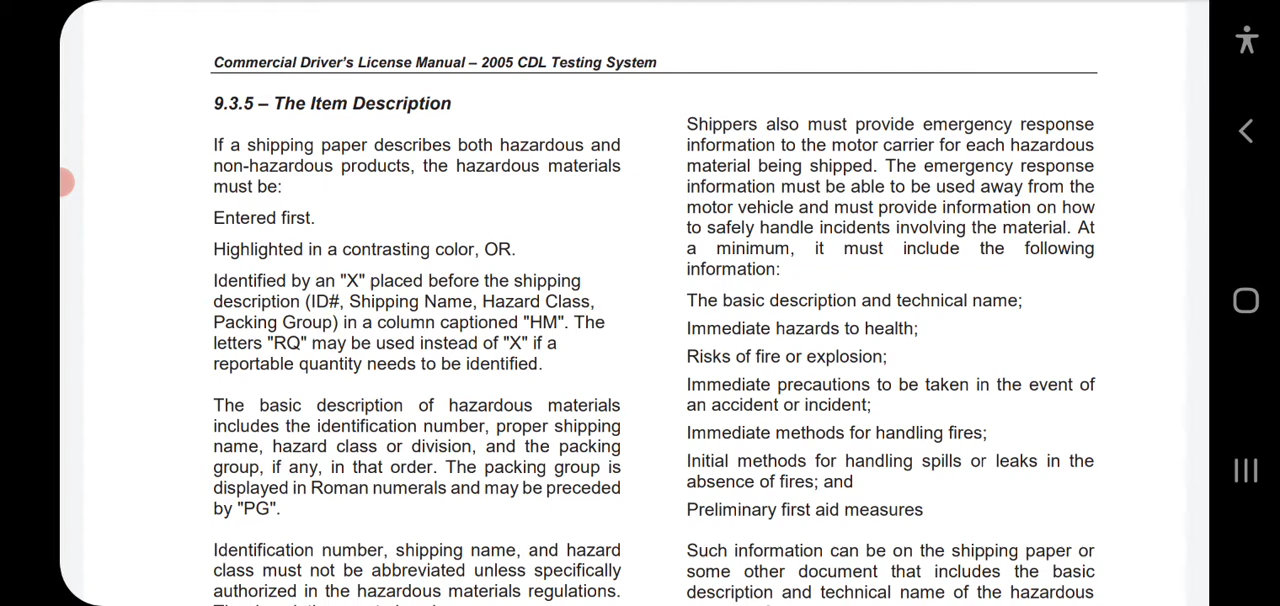 Commercial Driver's License Manual – 2005 CDL Testing System
9.3.5 – The Item Description
If a shipping paper describes both hazardous and
non-hazardous products, the hazardous materials
must be:
Entered first.
Highlighted in a contrasting color, OR.
Identified by an "X" placed before the shipping
description (ID#, Shipping Name, Hazard Class,
Packing Group) in a column captioned "HM". The
letters "RQ" may be used instead of "X" if a
reportable quantity needs to be identified.
The basic description of hazardous materials
includes the identification number, proper shipping
name, hazard class or division, and the packing
group, if any, in that order. The packing group is
displayed in Roman numerals and may be preceded
by "PG".
Identification number, shipping name, and hazard
class must not be abbreviated unless specifically
authorized in the hazardous materials regulations.
Shippers also must provide emergency response
information to the motor carrier for each hazardous
material being shipped. The emergency response
information must be able to be used away from the
motor vehicle and must provide information on how
to safely handle incidents involving the material. At
a minimum, it must include the following
information:
The basic description and technical name;
Immediate hazards to health;
Risks of fire or explosion;
Immediate precautions to be taken in the event of
an accident or incident;
Immediate methods for handling fires;
Initial methods for handling spills or leaks in the
absence of fires; and
Preliminary first aid measures
Such information can be on the shipping paper or
some other document that includes the basic
description and technical name of the hazardous